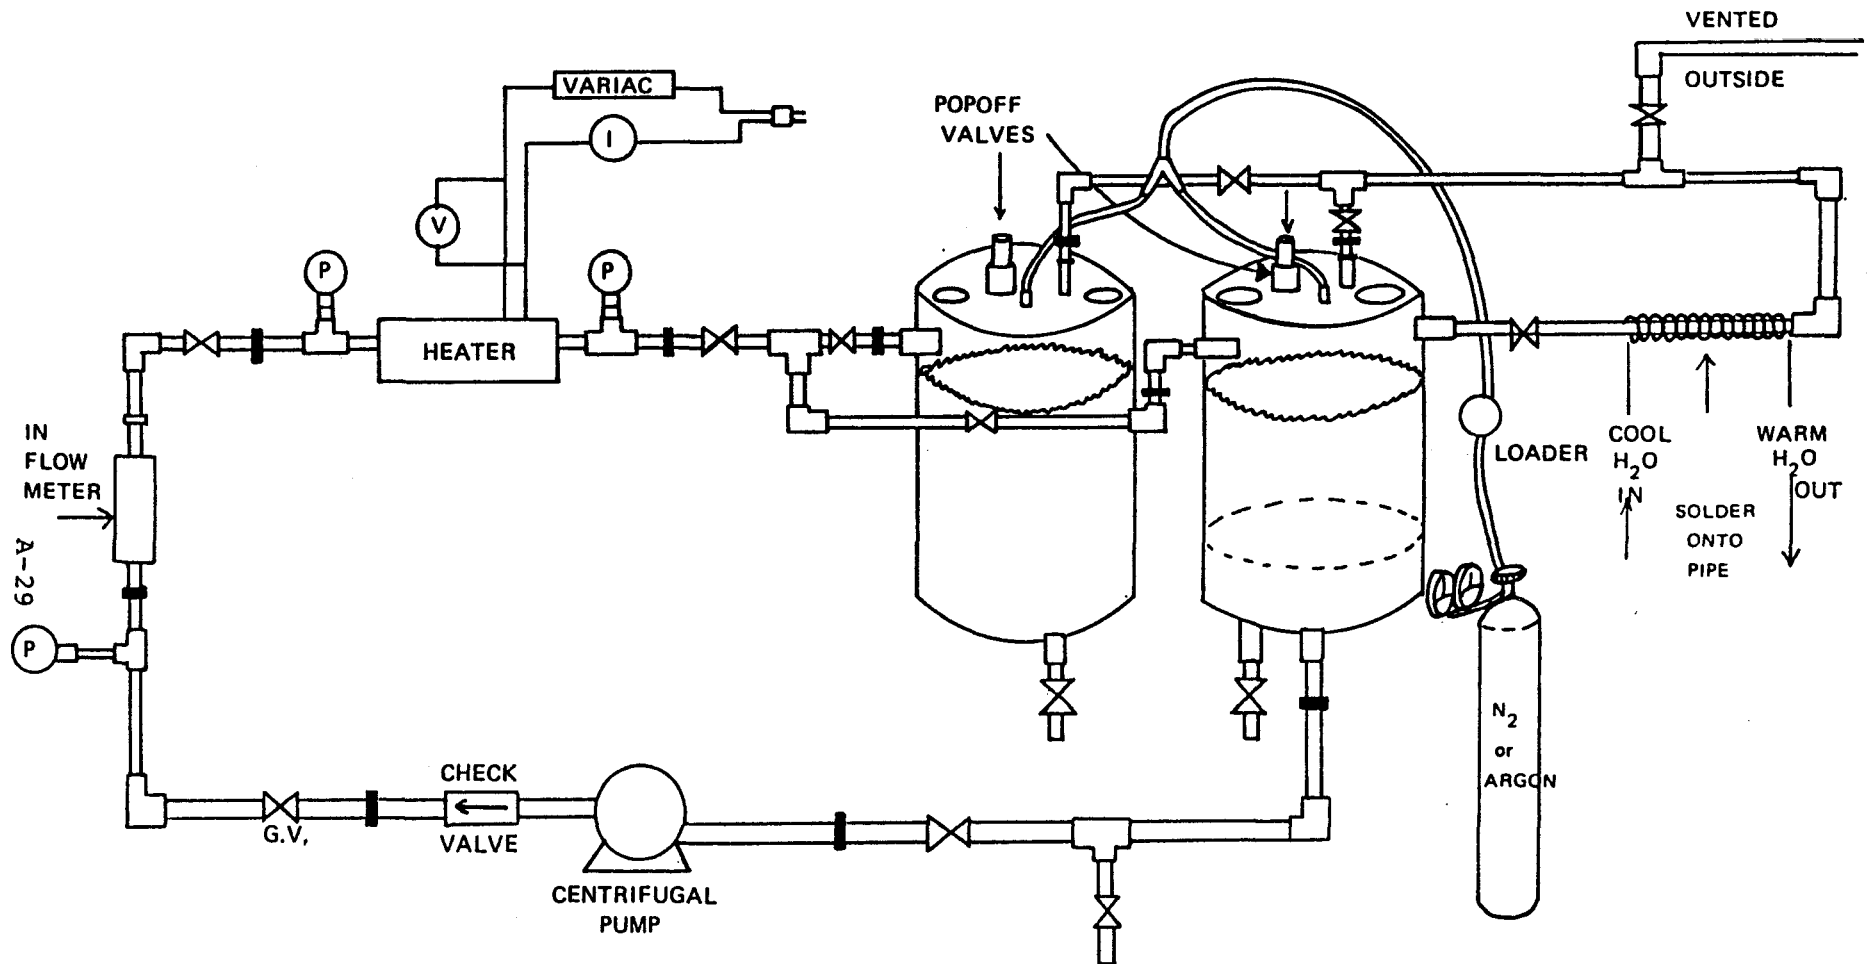 VENTED
OUTSIDE
VARIAC
I
POPOFF
VALVES
V
P
P
HEATER
IN
FLOW
METER
A-29
P
LOADER
COOL
H2O
IN
WARM
H2O
OUT
SOLDER
ONTO
PIPE
N2
or
ARGON
CHECK
VALVE
G.V.
CENTRIFUGAL
PUMP